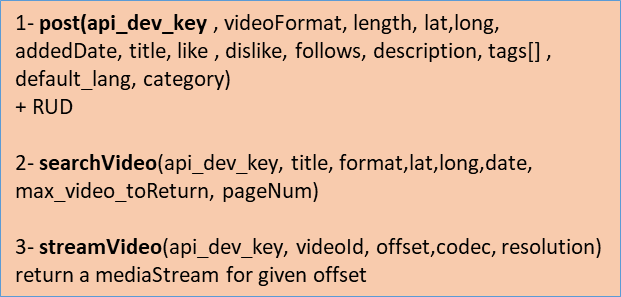 1- post(api_dev_key , videoFormat, length, lat,long,
addedDate, title, like , dislike, follows, description, tags[] ,
default_lang, category)
+ RUD
2- searchVideo(api_dev_key, title, format,lat,long,date,
max_video_toReturn, pageNum)
3- streamVideo(api_dev_key, videoId, offset,codec, resolution)
return a mediaStream for given offset